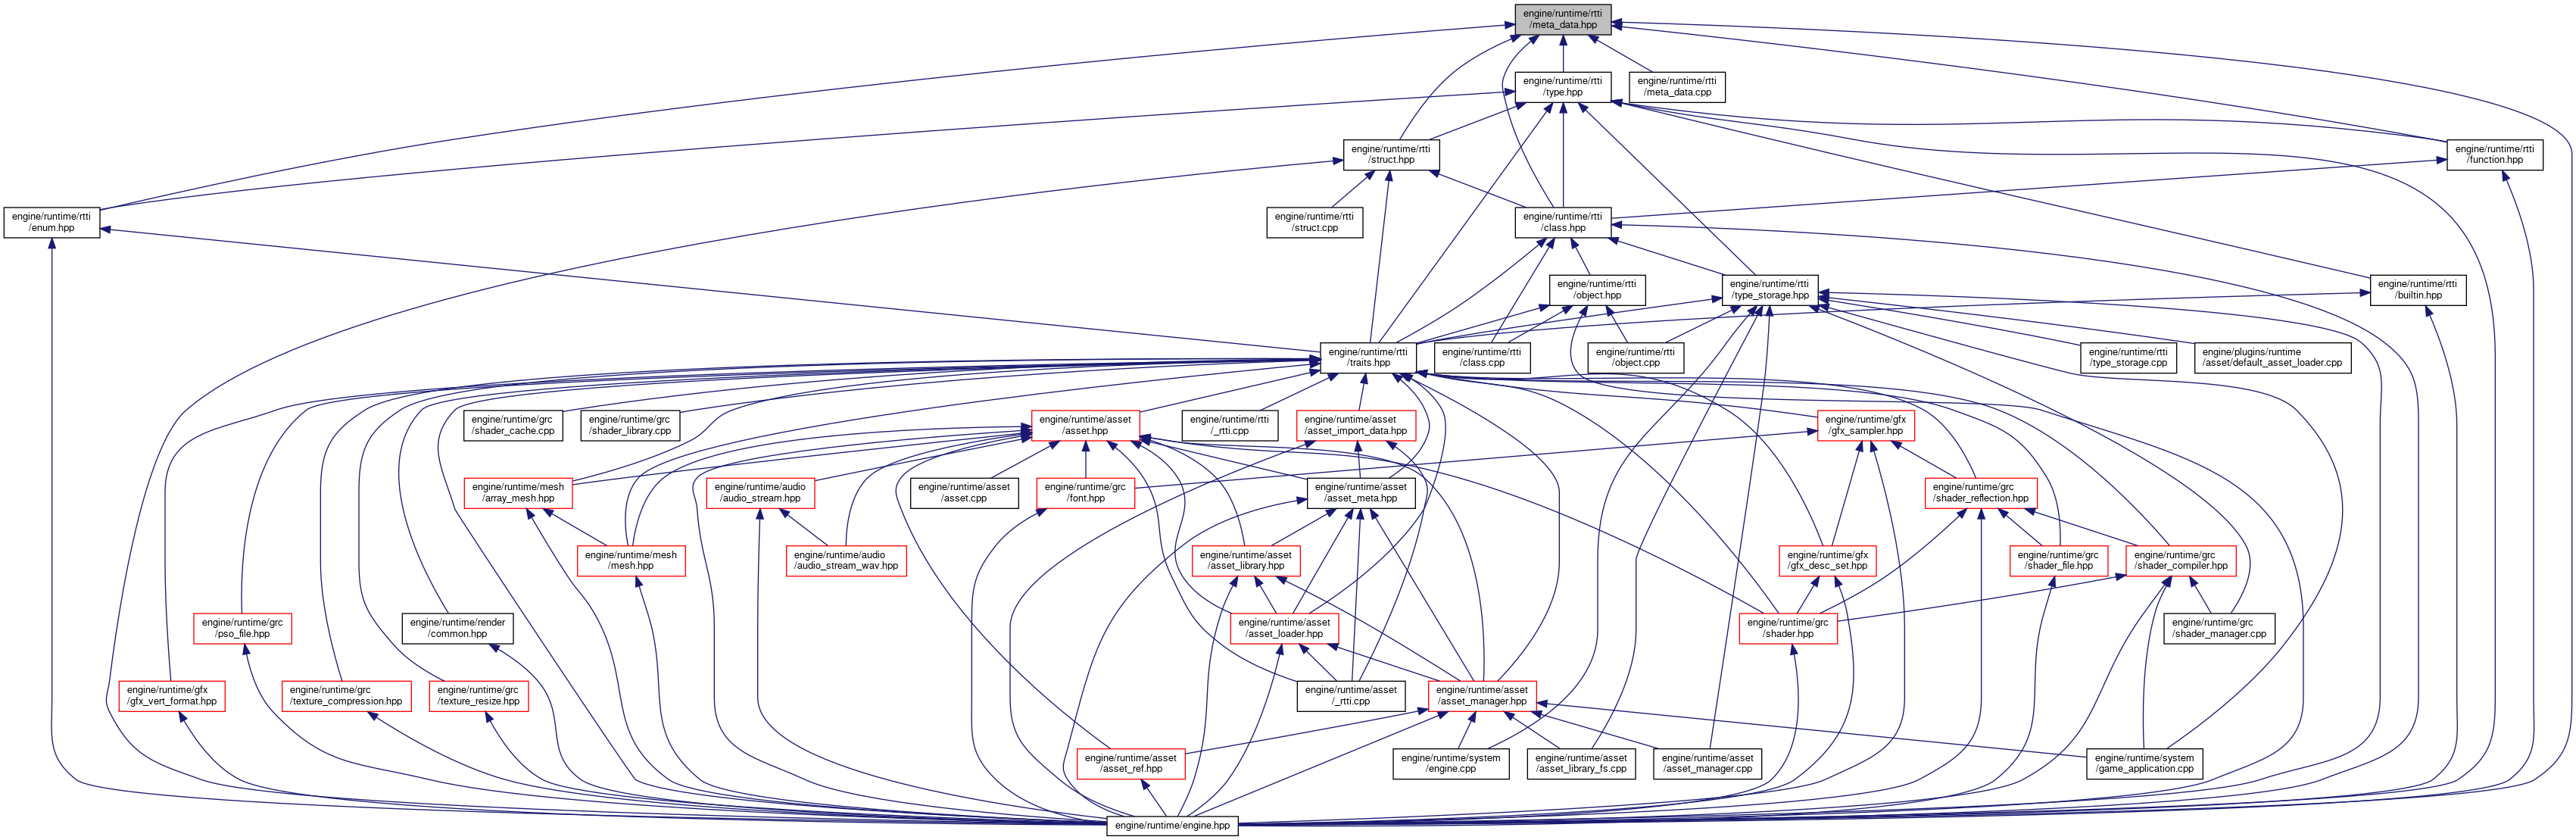 engine/runtime/rtti
/meta_data.hpp
engine/runtime/rtti
/type.hpp
engine/runtime/rtti
/meta_data.cpp
engine/runtime/rtti
/struct.hpp
engine/runtime/rtti
/function.hpp
engine/runtime/rtti
/enum.hpp
engine/runtime/rtti
/struct.cpp
engine/runtime/rtti
/class.hpp
engine/runtime/rtti
/object.hpp
engine/runtime/rtti
/type_storage.hpp
engine/runtime/rtti
/builtin.hpp
engine/runtime/rtti
/traits.hpp
engine/runtime/rtti
/class.cpp
engine/runtime/rtti
/object.cpp
engine/runtime/rtti
/type_storage.cpp
engine/plugins/runtime
/asset/default_asset_loader.cpp
engine/runtime/grc
/shader_cache.cpp
engine/runtime/grc
/shader_library.cpp
engine/runtime/asset
/asset.hpp
engine/runtime/rtti
/_rtti.cpp
engine/runtime/asset
/asset_import_data.hpp
engine/runtime/gfx
/gfx_sampler.hpp
engine/runtime/mesh
/array_mesh.hpp
engine/runtime/audio
/audio_stream.hpp
engine/runtime/asset
/asset.cpp
engine/runtime/grc
/font.hpp
engine/runtime/asset
/asset_meta.hpp
engine/runtime/grc
/shader_reflection.hpp
engine/runtime/mesh
/mesh.hpp
engine/runtime/audio
/audio_stream_wav.hpp
engine/runtime/asset
/asset_library.hpp
engine/runtime/gfx
/gfx_desc_set.hpp
engine/runtime/grc
/shader_file.hpp
engine/runtime/grc
/shader_compiler.hpp
engine/runtime/grc
/pso_file.hpp
engine/runtime/render
/common.hpp
engine/runtime/asset
/asset_loader.hpp
engine/runtime/grc
/shader.hpp
engine/runtime/grc
/shader_manager.cpp
engine/runtime/gfx
/gfx_vert_format.hpp
engine/runtime/grc
/texture_compression.hpp
engine/runtime/grc
/texture_resize.hpp
engine/runtime/asset
/_rtti.cpp
engine/runtime/asset
/asset_manager.hpp
engine/runtime/asset
/asset_ref.hpp
engine/runtime/system
/engine.cpp
engine/runtime/asset
/asset_library_fs.cpp
engine/runtime/asset
/asset_manager.cpp
engine/runtime/system
/game_application.cpp
engine/runtime/engine.hpp